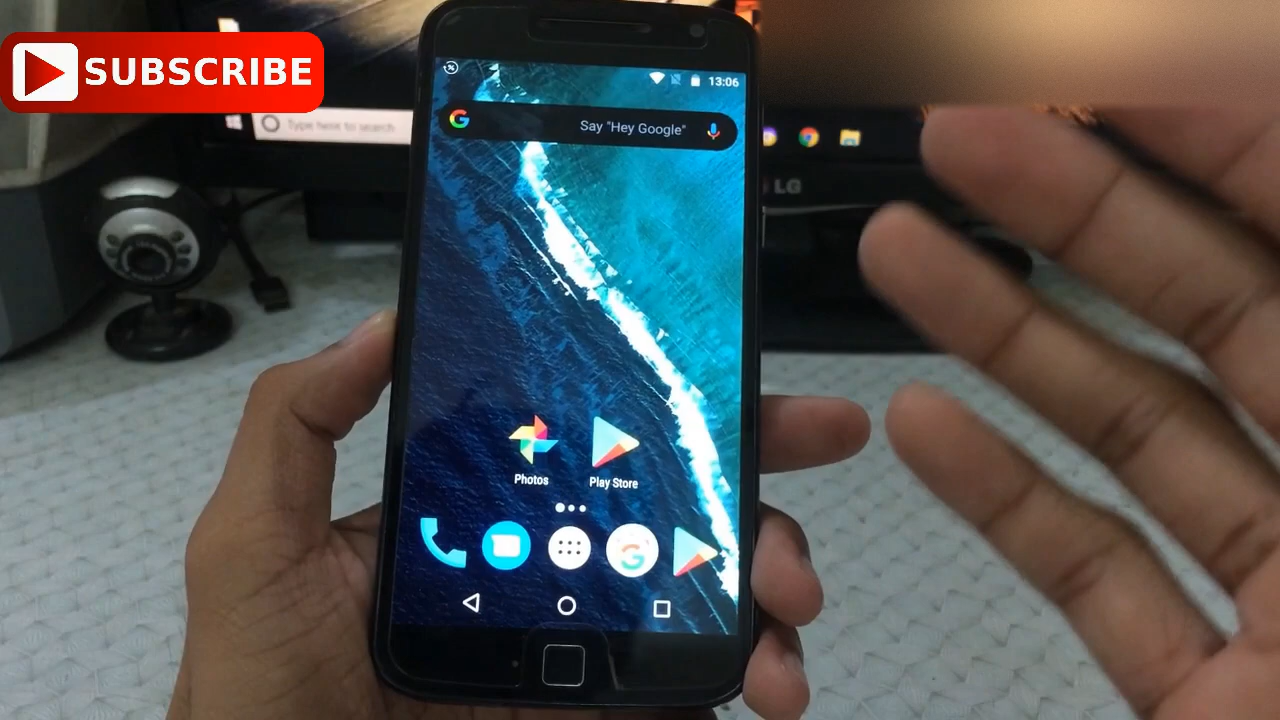 SUBSCRIBE
13:06
Say "Hey Google"
Type here to search
LG
Photos
Play Store